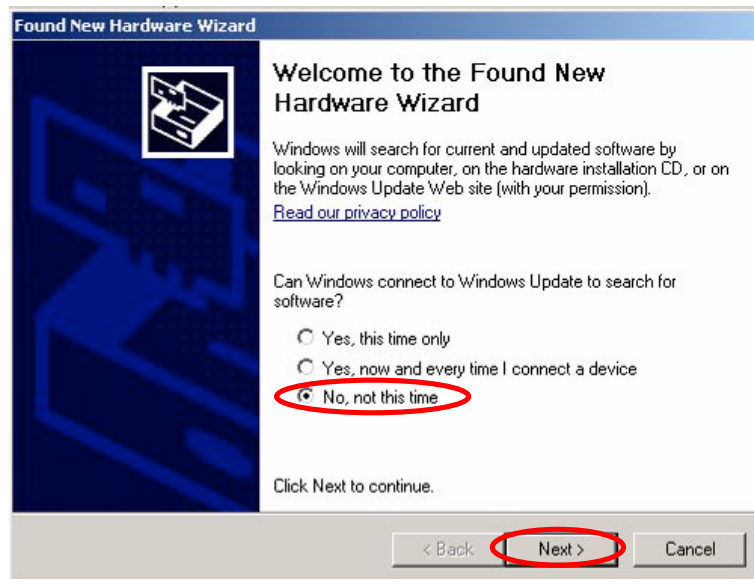 Found New Hardware Wizard
Welcome to the Found New
Hardware Wizard
Windows will search for current and updated software by
looking on your computer, on the hardware installation CD, or on
the Windows Update Web site (with your permission).
Read our privacy policy
Can Windows connect to Windows Update to search for
software?
Yes, this time only
Yes, now and every time I connect a device
No, not this time
Click Next to continue.
< Back Next > Cancel